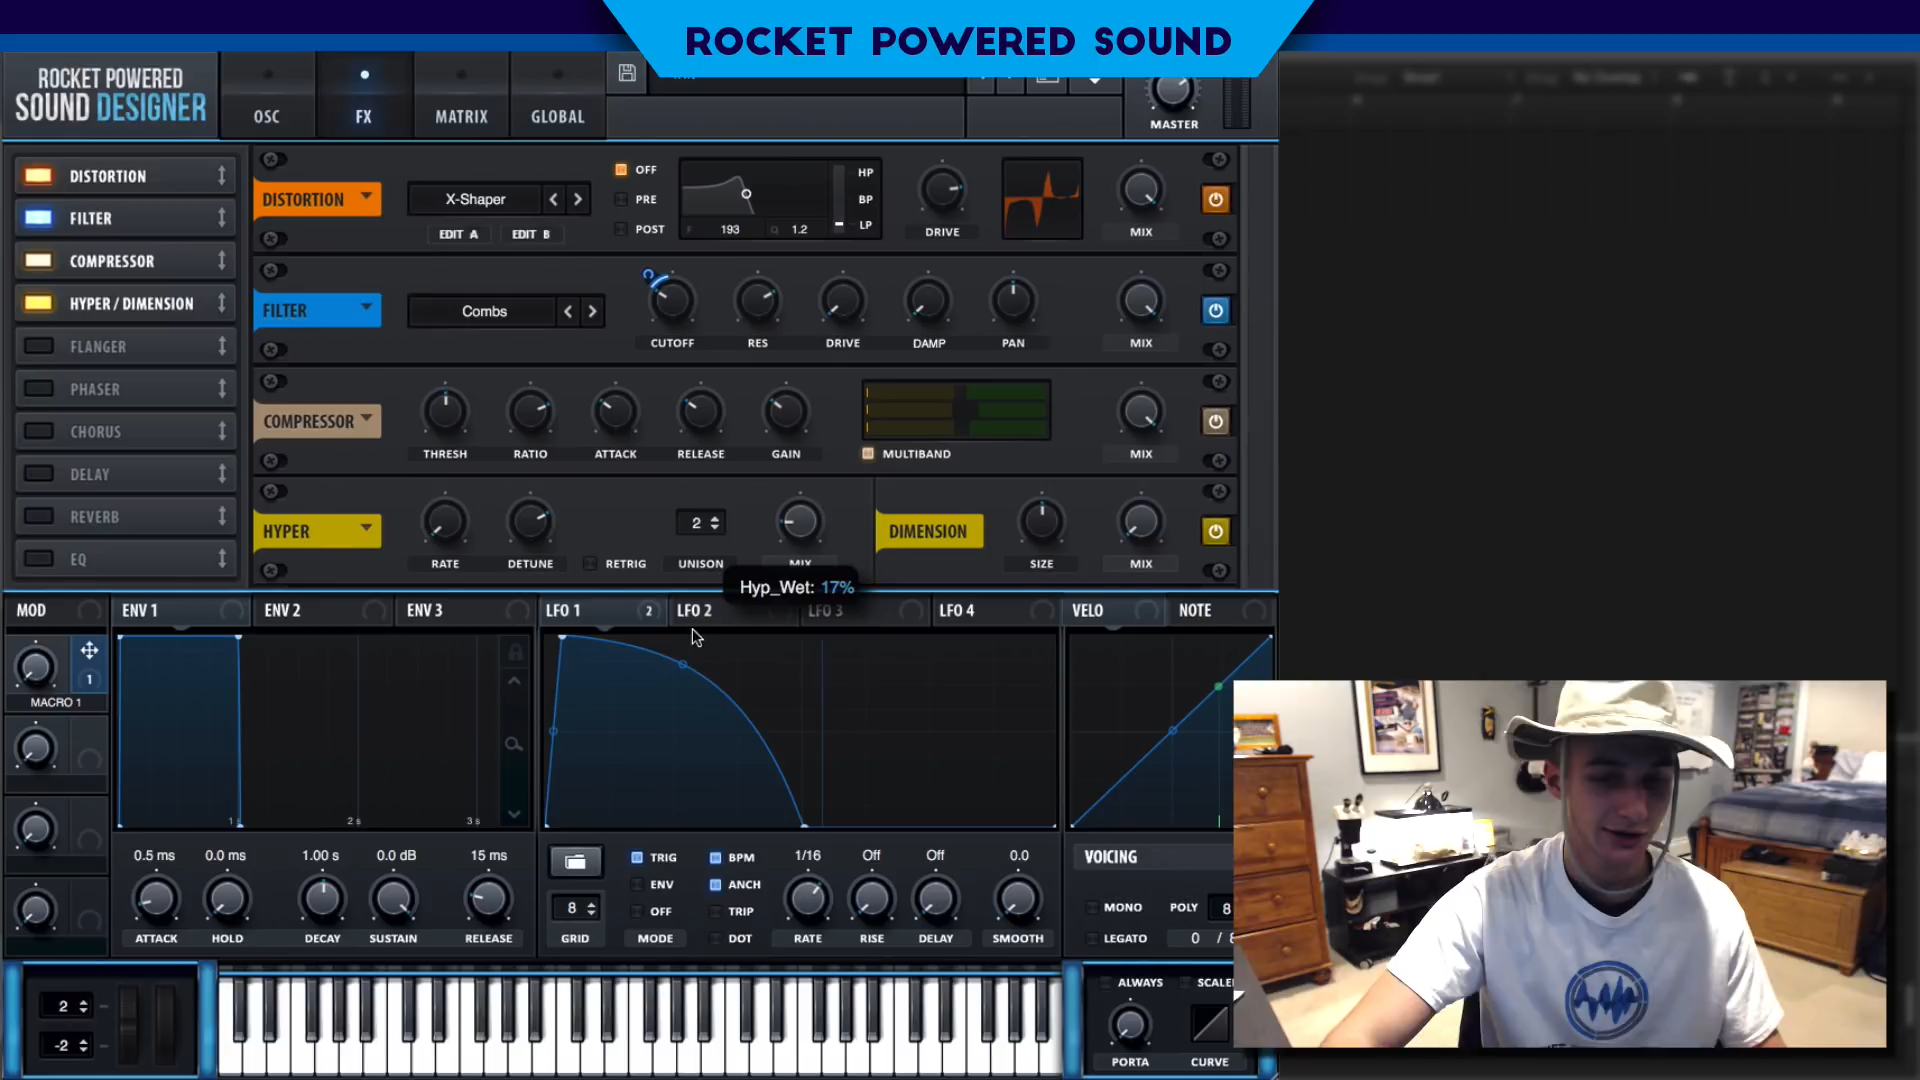 ROCKET POWERED SOUND
ROCKET POWERED
SOUND DESIGNER
OSC
FX
MATRIX
GLOBAL
MASTER
DISTORTION
FILTER
COMPRESSOR
HYPER / DIMENSION
FLANGER
PHASER
CHORUS
DELAY
REVERB
EQ
DISTORTION
X-Shaper
EDIT A
EDIT B
OFF
PRE
POST
F 193 Q 1.2
HP
BP
LP
DRIVE
MIX
FILTER
Combs
CUTOFF
RES
DRIVE
DAMP
PAN
MIX
COMPRESSOR
THRESH
RATIO
ATTACK
RELEASE
GAIN
MULTIBAND
MIX
HYPER
RATE
DETUNE
RETRIG
2
UNISON
MIX
Hyp_Wet: 17%
DIMENSION
SIZE
MIX
MOD
ENV 1
ENV 2
ENV 3
LFO 1
2
LFO 2
LFO 3
LFO 4
VELO
NOTE
1
MACRO 1
1
2 s
3 s
0.5 ms
0.0 ms
1.00 s
0.0 dB
15 ms
ATTACK
HOLD
DECAY
SUSTAIN
RELEASE
8
GRID
TRIG
ENV
OFF
MODE
BPM
ANCH
TRIP
DOT
1/16
Off
Off
0.0
RATE
RISE
DELAY
SMOOTH
VOICING
MONO
POLY
8
LEGATO
0 /
2
-2
ALWAYS
SCALE
PORTA
CURVE